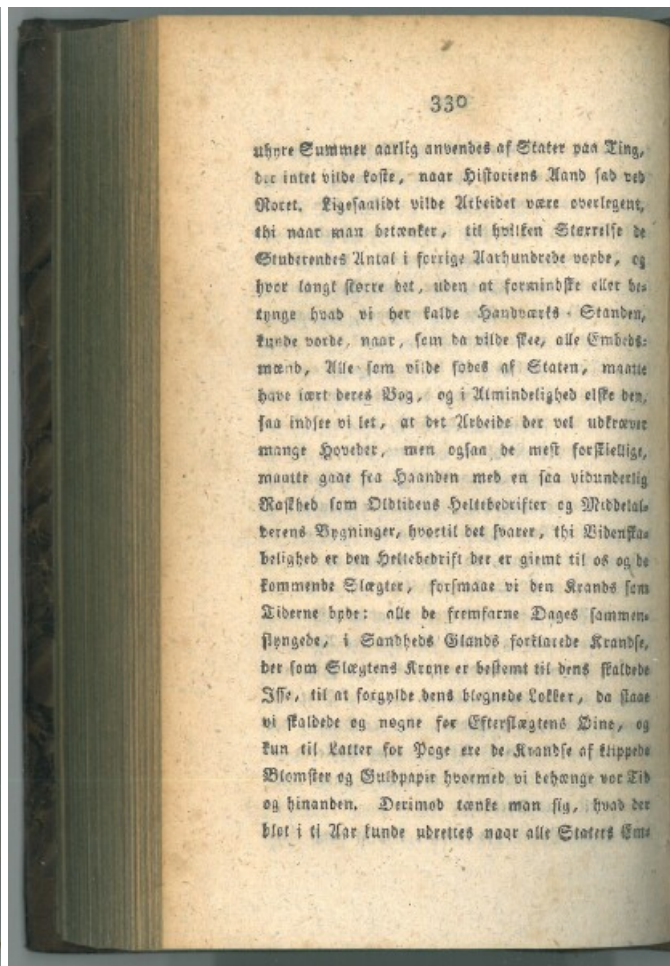 330
uhyre Summer aarlig anvendes af Stater paa Ting,
der intet vilde koste, naar Historiens Aand sad ved
Roret. Ligesaalidt vilde Arbeidet være overlegent,
thi naar man betænker, til hvilken Størrelse de
Studerendes Antal i forrige Aarhundrede vorde, og
hvor langt større det, uden at formindske eller be-
tynge hvad vi her kalde Handværks-Standen,
kunde vorde, naar, som da vilde skee, alle Embeds-
mænd, Alle som vilde fødes af Staten, maatte
have lært deres Bog, og i Almindelighed elske den,
saa indsee vi let, at det Arbeide der vel udkræver
mange Hoveder, men ogsaa de mest forskiellige,
maatte gaae fra Haanden med en saa vidunderlig
Raskhed som Oldtidens Heltebedrifter og Middelal-
derens Bygninger, hvortil det svarer, thi Videnska-
belighed er den Heltebedrift der er giemt til os og de
kommende Slægter, forsmaae vi den Krands som
Tiderne byde: alle de fremfarne Dages sammen-
slyngede, i Sandheds Glands forklarede Krandse,
der som Slægtens Krone er bestemt til dens skaldede
Isse, til at forgylde dens blegnede Lokker, da staae
vi skaldede og nøgne for Efterslægtens Øine, og
kun til Latter for Poge ere de Krandse af klippede
Blomster og Guldpapir hvormed vi behænge vor Tid
og hinanden. Derimod tænke man sig, hvad der
blot i ti Aar kunde udrettes naar alle Staters Em-